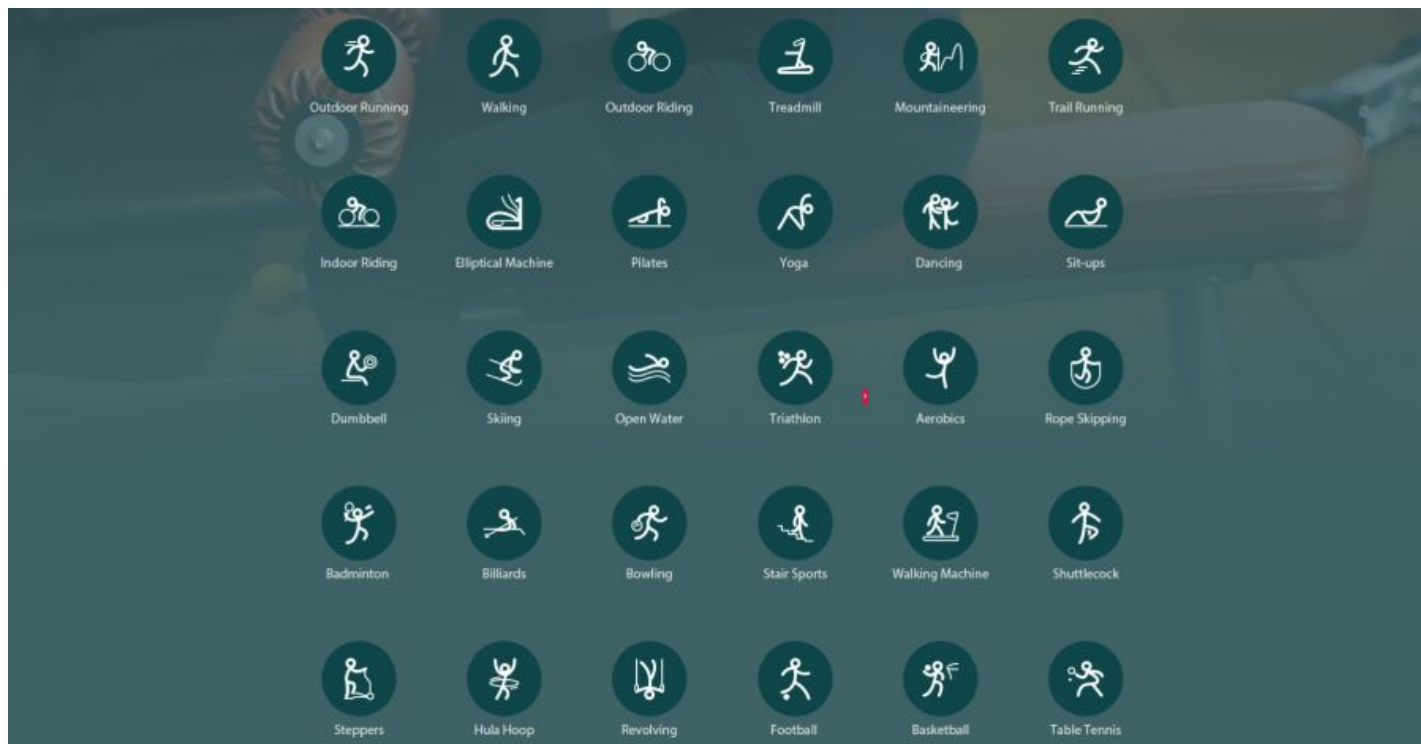 Outdoor Running Walking Outdoor Riding Treadmill Mountaineering Trail Running
Indoor Riding Elliptical Machine Pilates Yoga Dancing Sit-ups
Dumbbell Skiing Open Water Triathlon Aerobics Rope Skipping
Badminton Billiards Bowling Stair Sports Walking Machine Shuttlecock
Steppers Hula Hoop Revolving Football Basketball Table Tennis